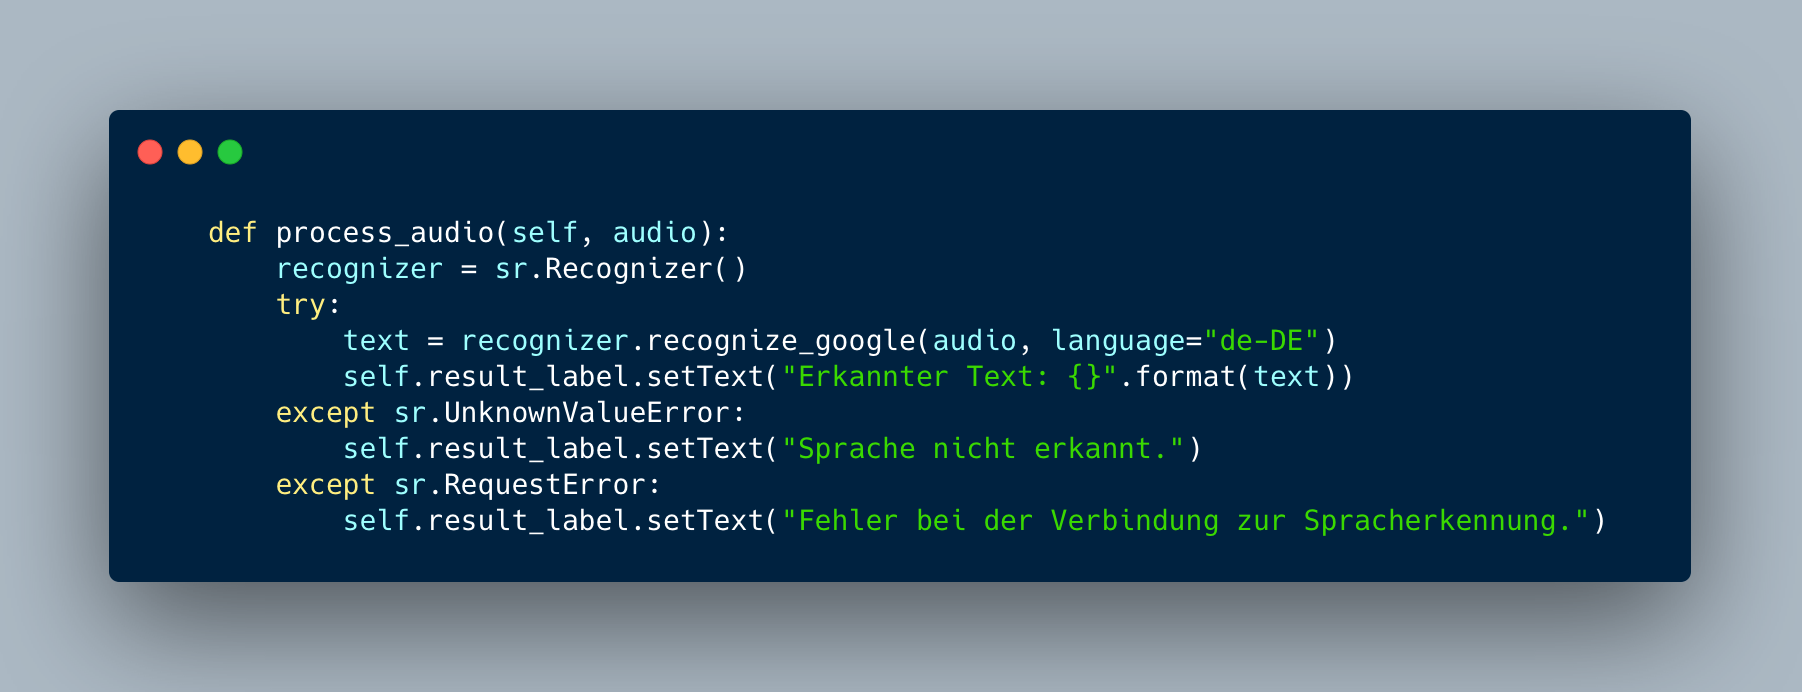 def process_audio(self, audio):
    recognizer = sr.Recognizer()
    try:
        text = recognizer.recognize_google(audio, language="de-DE")
        self.result_label.setText("Erkannter Text: {}".format(text))
    except sr.UnknownValueError:
        self.result_label.setText("Sprache nicht erkannt.")
    except sr.RequestError:
        self.result_label.setText("Fehler bei der Verbindung zur Spracherkennung.")